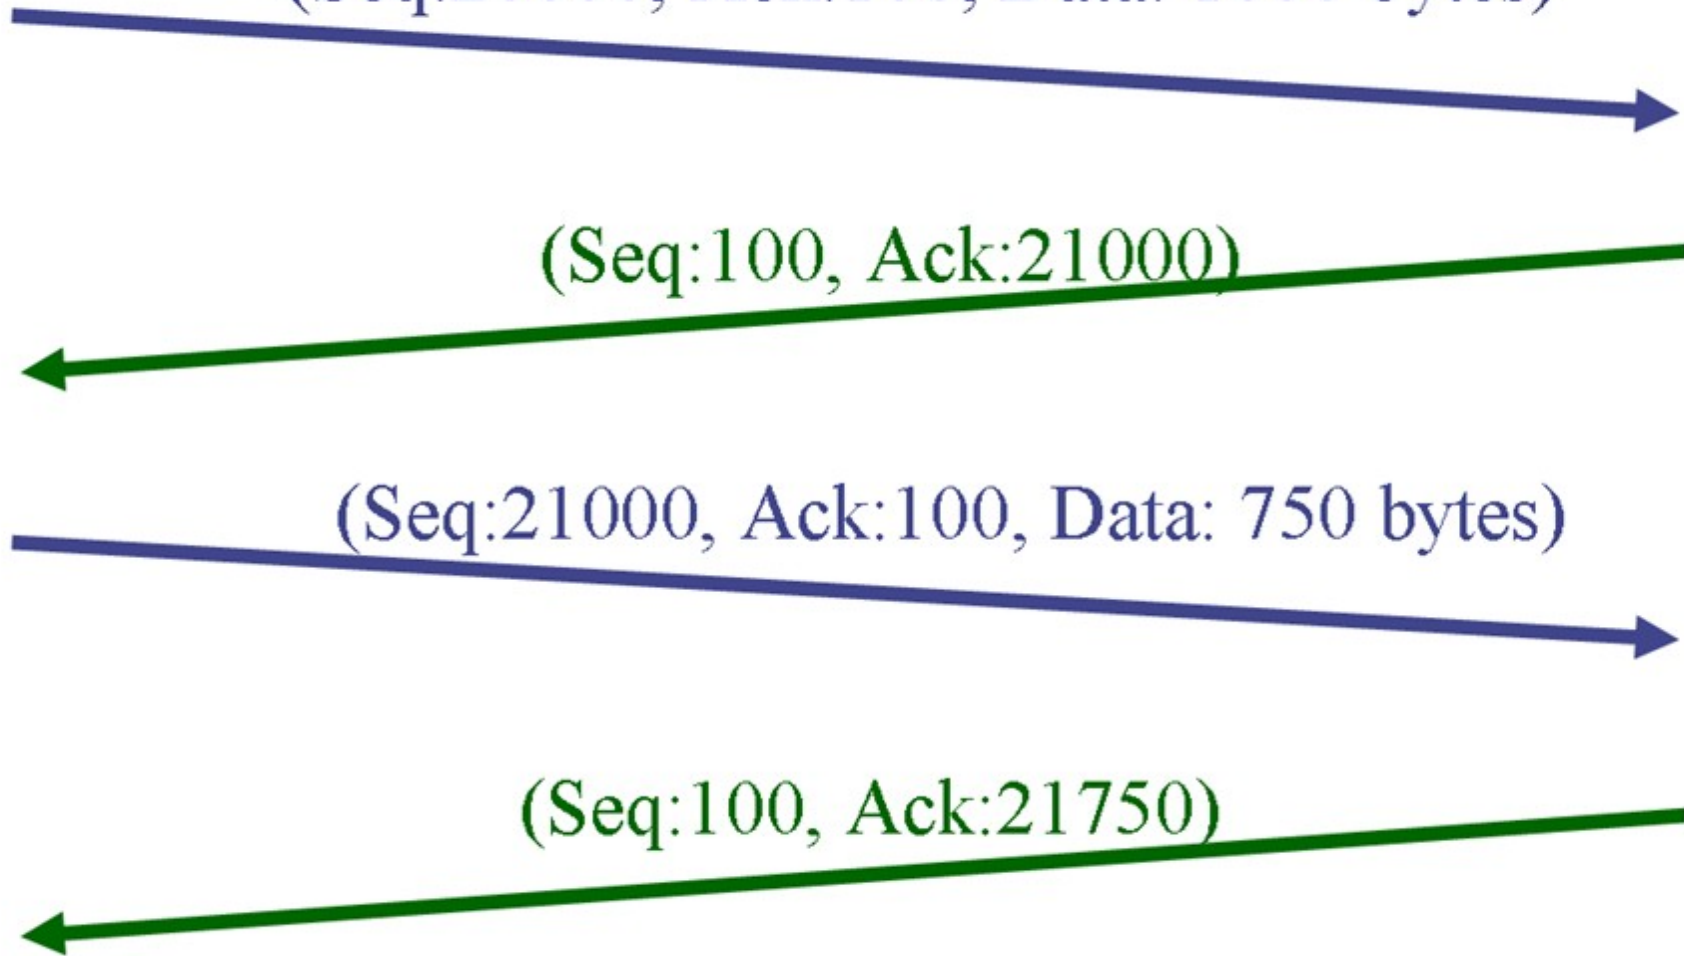 (Seq:100, Ack:21000)
(Seq:21000, Ack:100, Data: 750 bytes)
(Seq:100, Ack:21750)